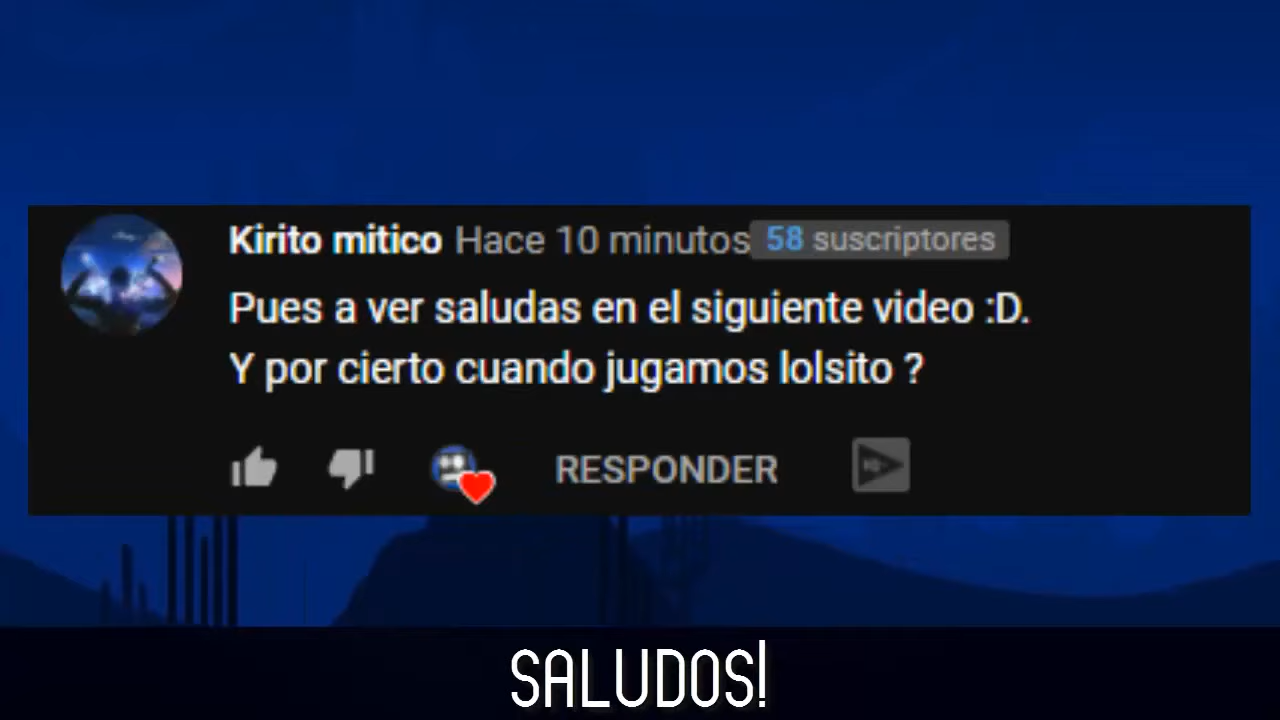 Kirito mitico Hace 10 minutos 58 suscriptores
Pues a ver saludas en el siguiente video :D.
Y por cierto cuando jugamos lolsito ?
RESPONDER
SALUDOS!